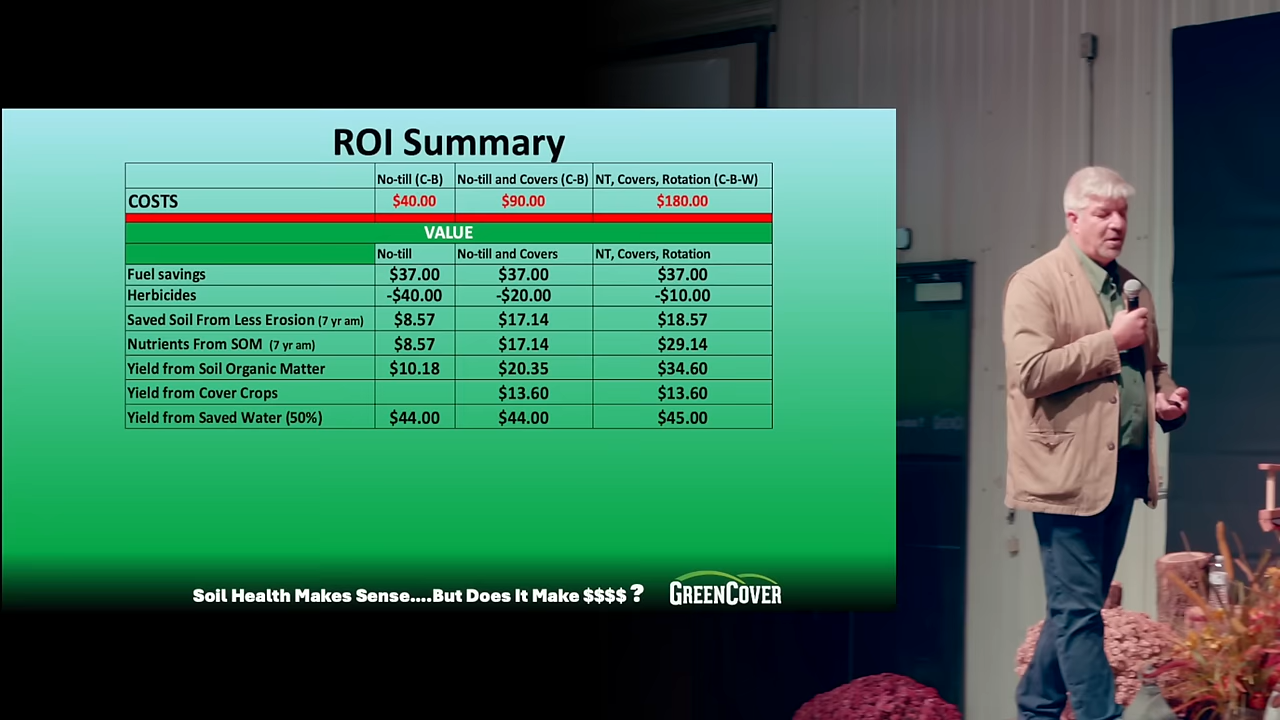 ROI Summary
No-till (C-B) No-till and Covers (C-B) NT, Covers, Rotation (C-B-W)
COSTS $40.00 $90.00 $180.00
VALUE
No-till No-till and Covers NT, Covers, Rotation
Fuel savings $37.00 $37.00 $37.00
Herbicides -$40.00 -$20.00 -$10.00
Saved Soil From Less Erosion (7 yr am) $8.57 $17.14 $18.57
Nutrients From SOM (7 yr am) $8.57 $17.14 $29.14
Yield from Soil Organic Matter $10.18 $20.35 $34.60
Yield from Cover Crops $13.60 $13.60
Yield from Saved Water (50%) $44.00 $44.00 $45.00
Soil Health Makes Sense....But Does It Make $$$$ ?
GREENCOVER